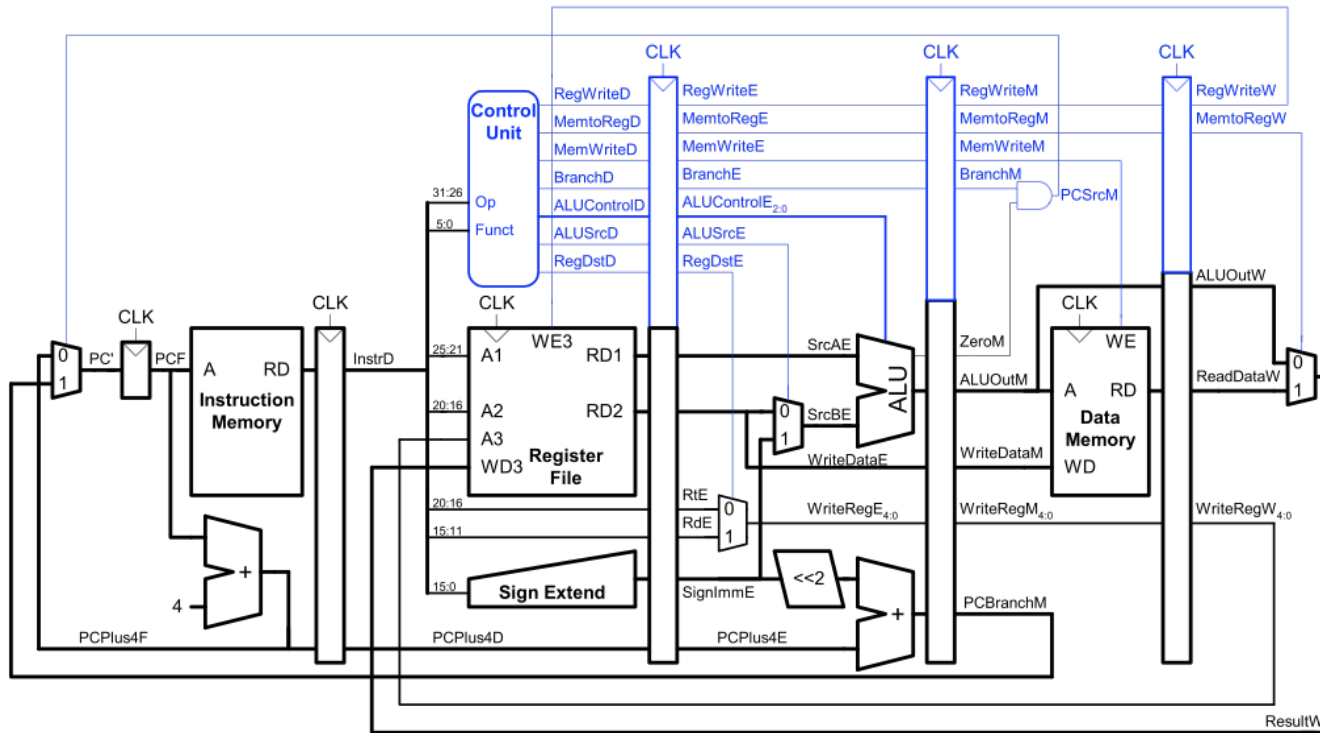 CLK
CLK
CLK
Control
Unit
RegWriteD
RegWriteE
RegWriteM
RegWriteW
MemtoRegD
MemtoRegE
MemtoRegM
MemtoRegW
MemWriteD
MemWriteE
MemWriteM
BranchD
BranchE
BranchM
PCSrcM
31:26
Op
ALUControlD
ALUControlE2:0
5:0
Funct
ALUSrcD
ALUSrcE
RegDstD
RegDstE
ALUOutW
CLK
CLK
CLK
CLK
0
1
PC'
PCF
A
RD
Instruction
Memory
InstrD
25:21
A1
WE3
RD1
SrcAE
ZeroM
WE
0
1
20:16
A2
RD2
0
1
SrcBE
ALU
ALUOutM
A
RD
ReadDataW
A3
Data
Memory
WD3
Register
File
WriteDataE
WriteDataM
WD
20:16
RtE
0
15:11
RdE
1
WriteRegE4:0
WriteRegM4:0
WriteRegW4:0
+
4
15:0
Sign Extend
SignImmE
<<2
+
PCBranchM
PCPlus4F
PCPlus4D
PCPlus4E
ResultW